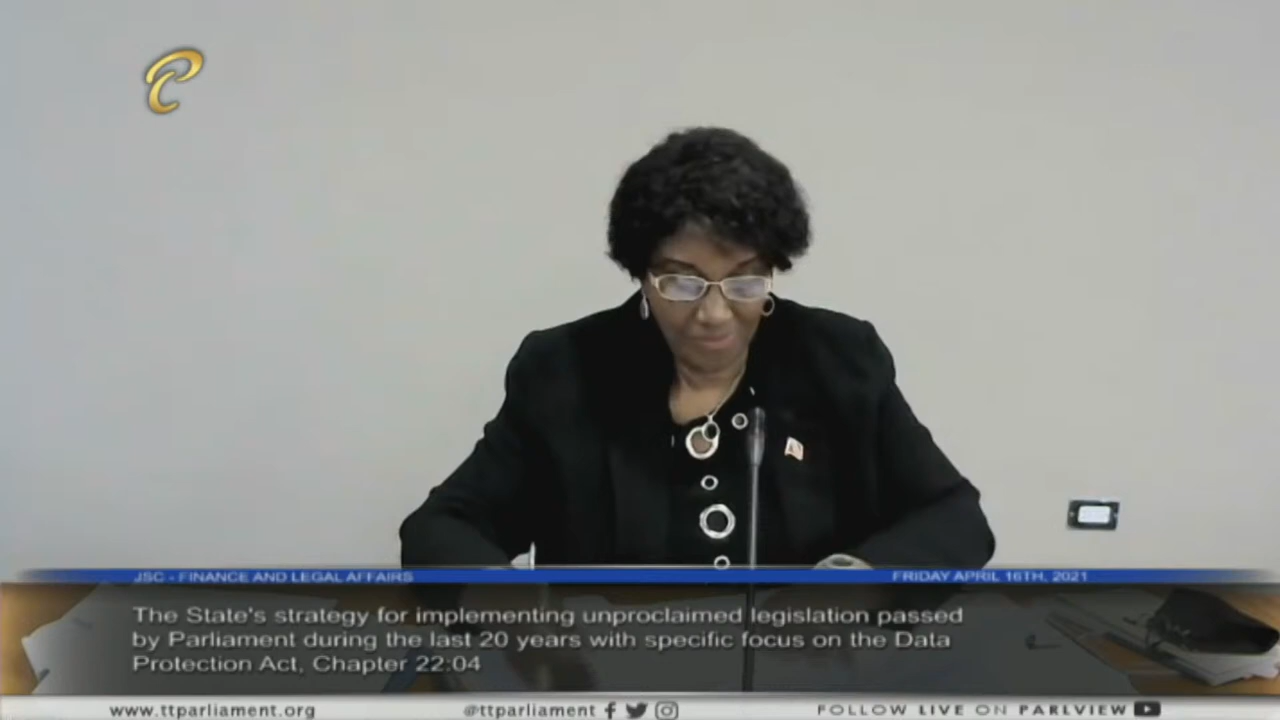 JSC - FINANCE AND LEGAL AFFAIRS
FRIDAY APRIL 16TH, 2021
The State's strategy for implementing unproclaimed legislation passed
by Parliament during the last 20 years with specific focus on the Data
Protection Act, Chapter 22:04
www.ttparliament.org
@ttparliament
FOLLOW LIVE ON PARLVIEW